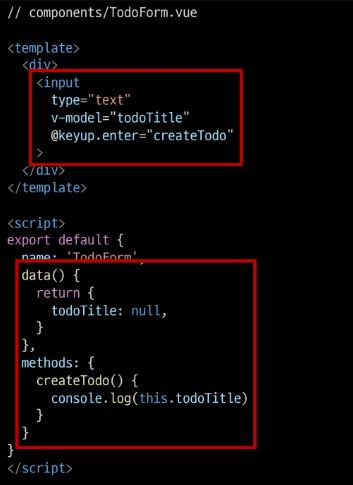 // components/TodoForm.vue
<template>
<div>
<input
type="text"
v-model="todoTitle"
@keyup.enter="createTodo"
>
</div>
</template>
<script>
export default {
name: 'TodoForm',
data() {
return {
todoTitle: null,
}
},
methods: {
createTodo() {
console.log(this.todoTitle)
}
}
}
</script>